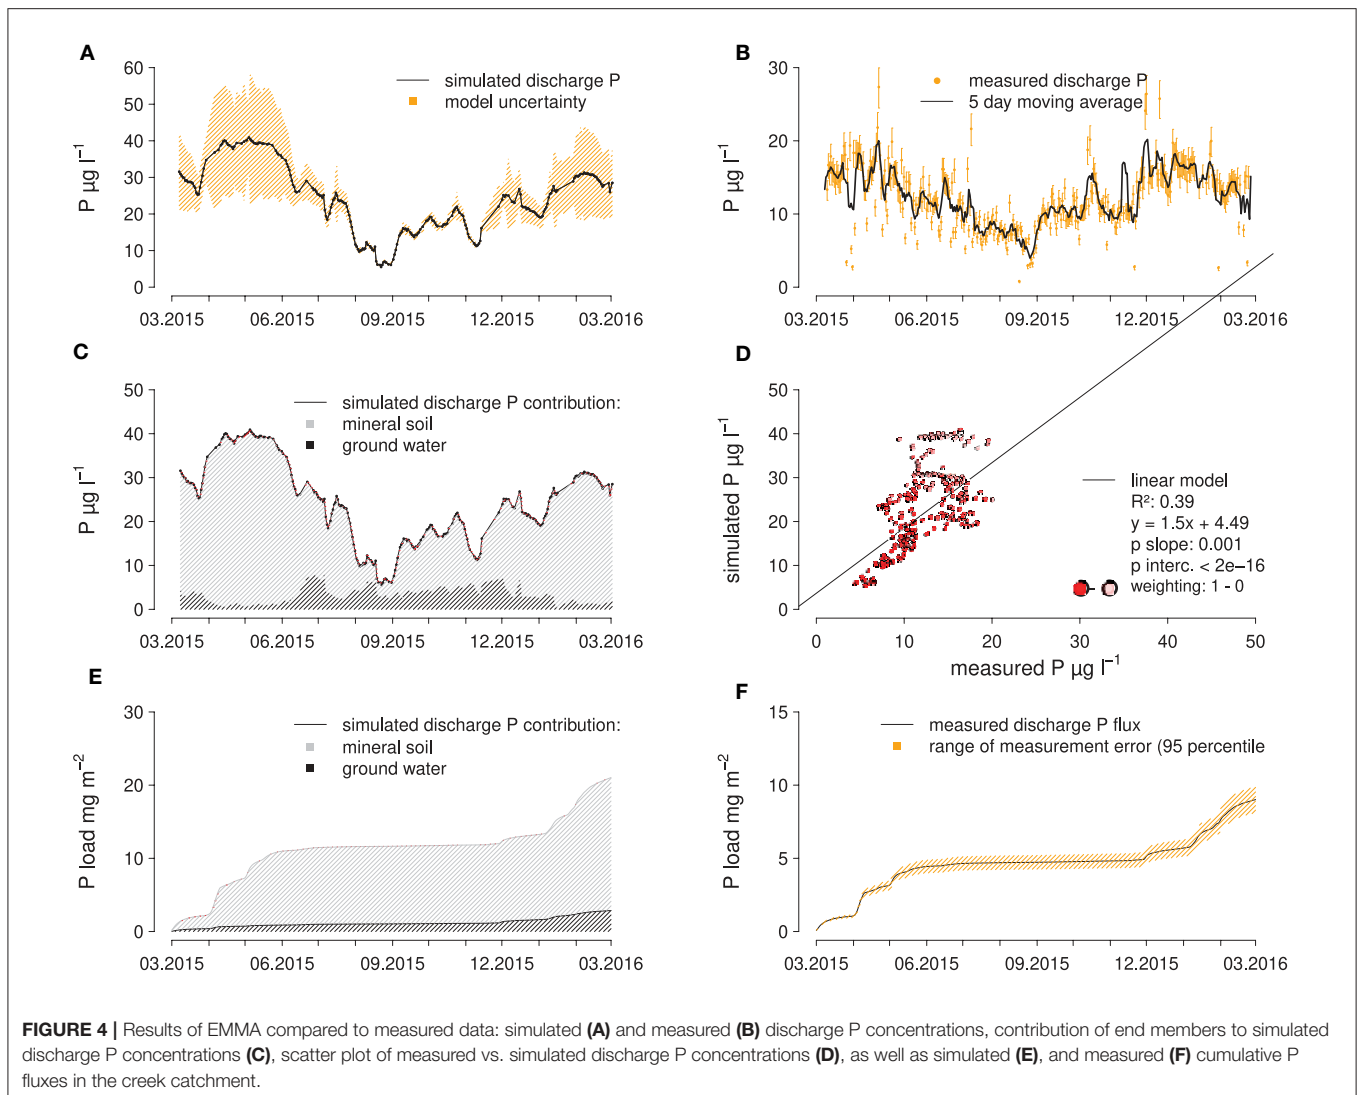 A
P µg l⁻¹
60
50
40
30
20
10
0
simulated discharge P
model uncertainty
03.2015 06.2015 09.2015 12.2015 03.2016
B
P µg l⁻¹
30
20
10
0
measured discharge P
5 day moving average
03.2015 06.2015 09.2015 12.2015 03.2016
C
P µg l⁻¹
50
40
30
20
10
0
simulated discharge P contribution:
mineral soil
ground water
03.2015 06.2015 09.2015 12.2015 03.2016
D
simulated P µg l⁻¹
50
40
30
20
10
0
linear model
R²: 0.39
y = 1.5x + 4.49
p slope: 0.001
p interc. < 2e−16
weighting: 1 - 0
0 10 20 30 40 50
measured P µg l⁻¹
E
P load mg m⁻²
30
20
10
0
simulated discharge P contribution:
mineral soil
ground water
03.2015 06.2015 09.2015 12.2015 03.2016
F
P load mg m⁻²
15
10
5
0
measured discharge P flux
range of measurement error (95 percentile
03.2015 06.2015 09.2015 12.2015 03.2016
FIGURE 4 | Results of EMMA compared to measured data: simulated (A) and measured (B) discharge P concentrations, contribution of end members to simulated
discharge P concentrations (C), scatter plot of measured vs. simulated discharge P concentrations (D), as well as simulated (E), and measured (F) cumulative P
fluxes in the creek catchment.